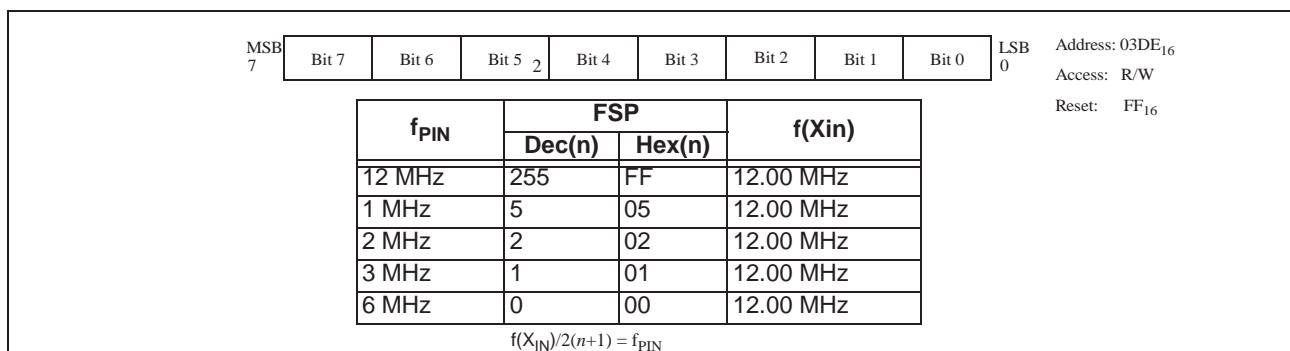 MSB 7 Bit 7 Bit 6 Bit 5 2 Bit 4 Bit 3 Bit 2 Bit 1 Bit 0 LSB 0
Address: 03DE16
Access: R/W
Reset: FF16
fPIN FSP f(Xin)
Dec(n) Hex(n)
12 MHz 255 FF 12.00 MHz
1 MHz 5 05 12.00 MHz
2 MHz 2 02 12.00 MHz
3 MHz 1 01 12.00 MHz
6 MHz 0 00 12.00 MHz
f(XIN)/2(n+1) = fPIN